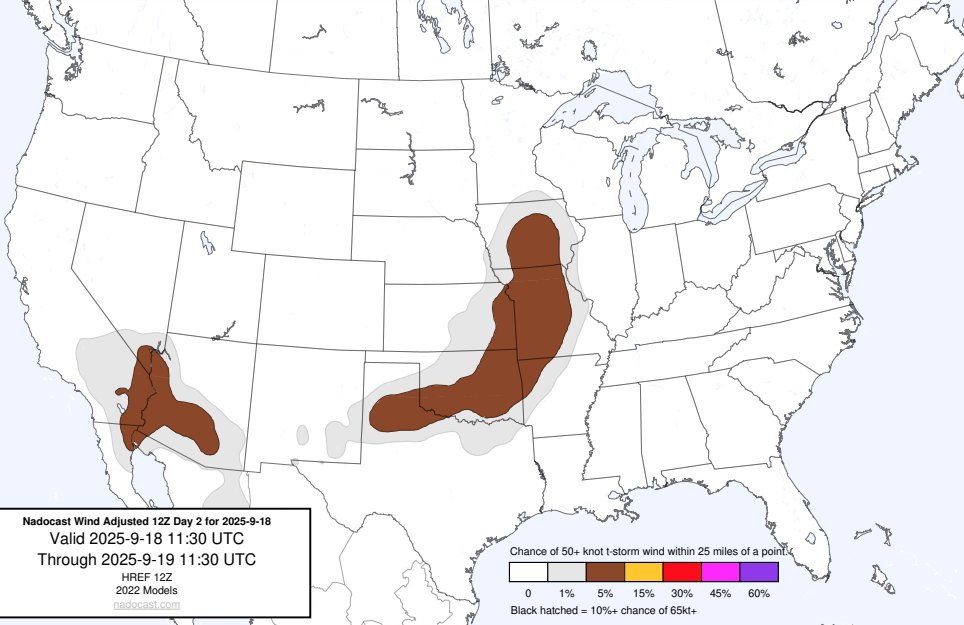 Nadocast Wind Adjusted 12Z Day 2 for 2025-9-18
Valid 2025-9-18 11:30 UTC
Through 2025-9-19 11:30 UTC
HREF 12Z
2022 Models
nadocast.com
Chance of 50+ knot t-storm wind within 25 miles of a point.
0 1% 5% 15% 30% 45% 60%
Black hatched = 10%+ chance of 65kt+